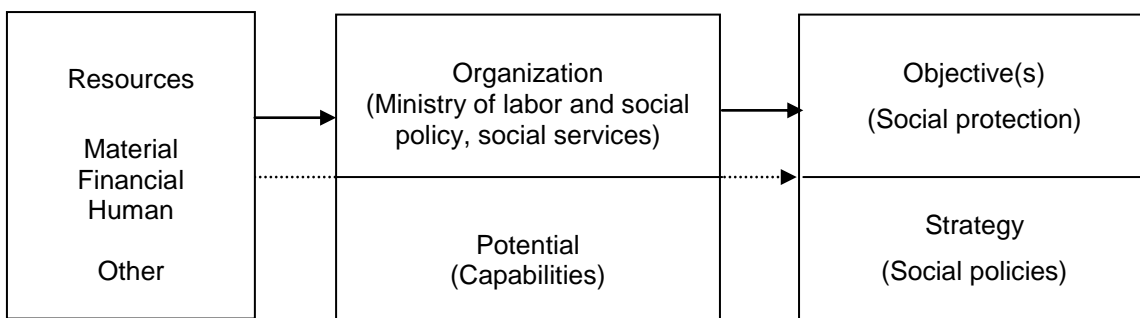 Resources
Material
Financial
Human
Other
Organization
(Ministry of labor and social
policy, social services)
Potential
(Capabilities)
Objective(s)
(Social protection)
Strategy
(Social policies)